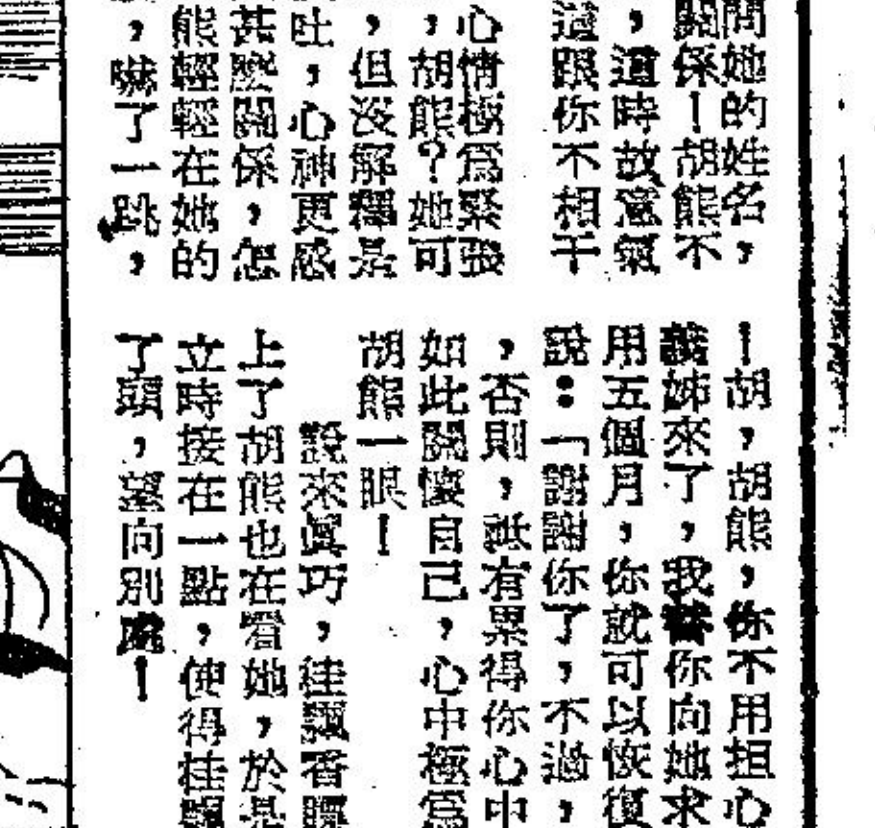 問她的姓名，
關係！胡熊不
，這時故意氣
道跟你不相干
心情極爲緊張
，胡熊？她可
，但沒解釋是
吐，心神更感
甚麼關係，怎
熊輕輕在她的
，嚇了一跳，
！胡，胡熊，你不用担心
義姊來了，我替你向她求
用五個月，你就可以恢復
說：「謝謝你了，不過，
，否則，祇有累得你心中
如此關懷自己，心中極爲
胡熊一眼！
說來眞巧，桂飄香
上了胡熊也在看她，於是
立時接在一點，使得桂飄
了頭，望向別處！